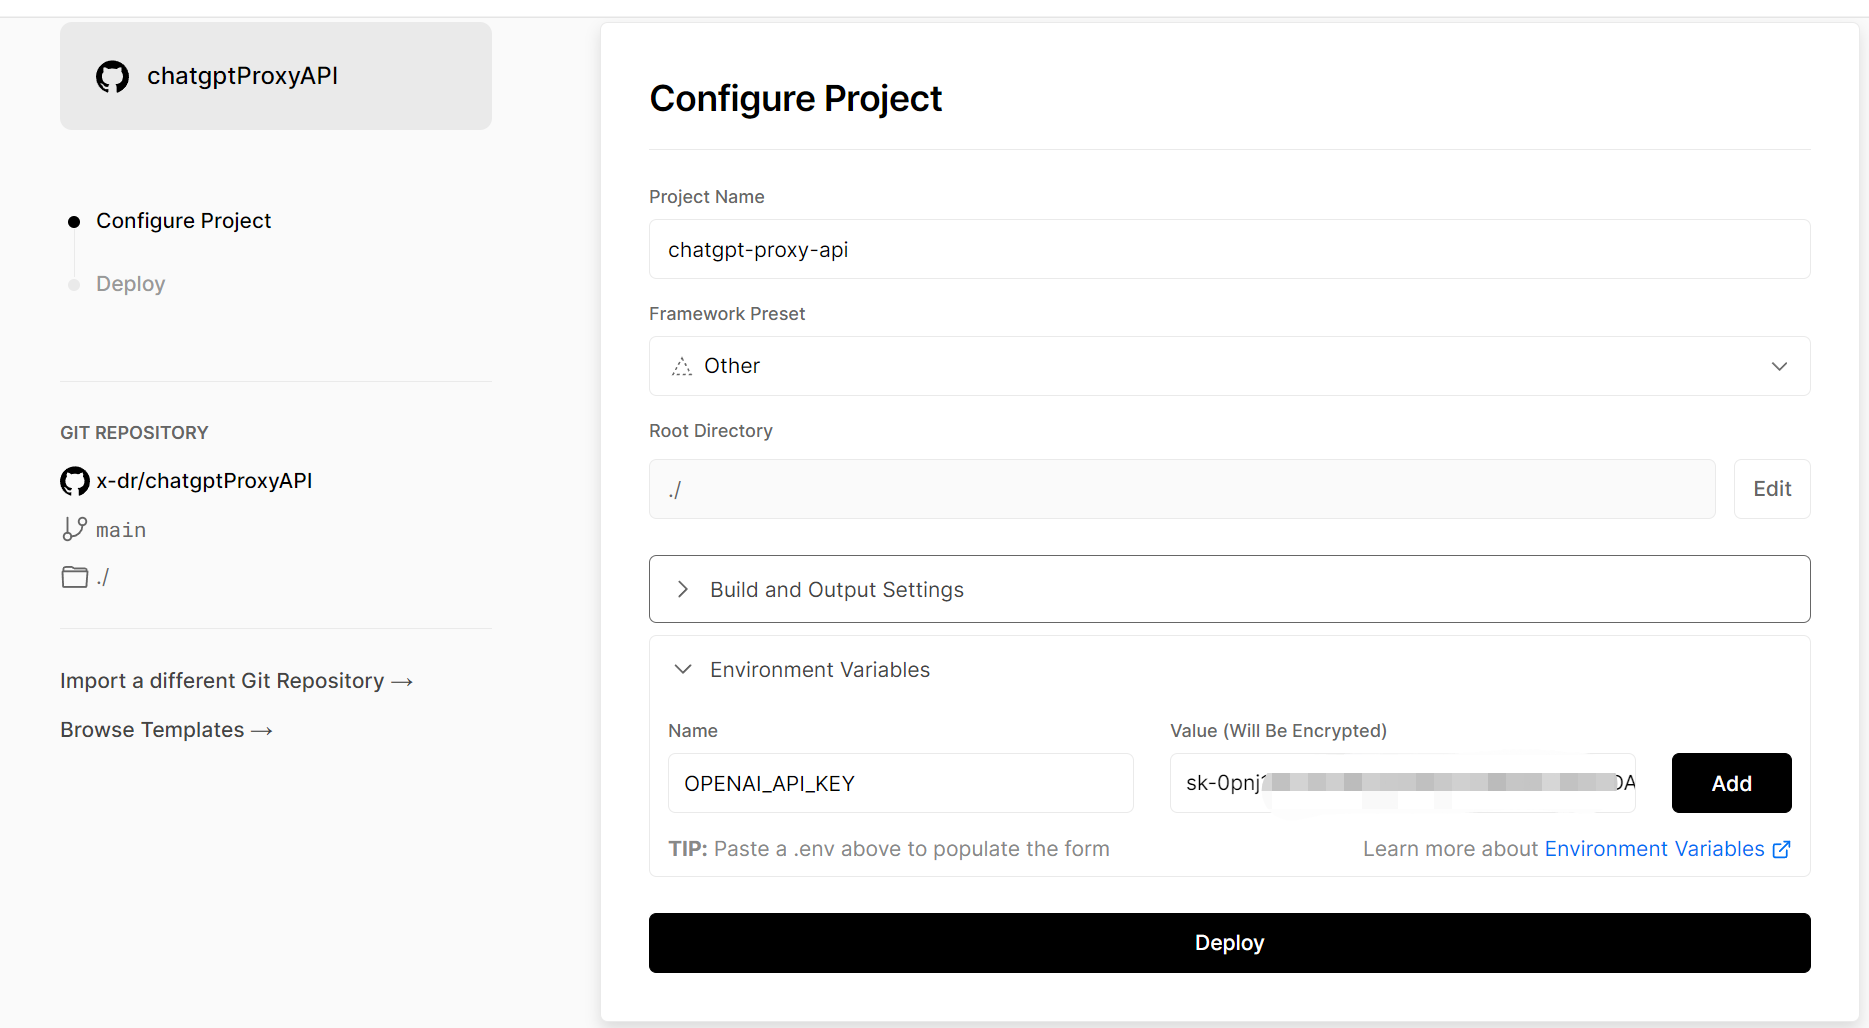 chatgptProxyAPI
Configure Project
Deploy
GIT REPOSITORY
x-dr/chatgptProxyAPI
main
./
Import a different Git Repository →
Browse Templates →
Configure Project
Project Name
chatgpt-proxy-api
Framework Preset
Other
Root Directory
./
Edit
Build and Output Settings
Environment Variables
Name
Value (Will Be Encrypted)
OPENAI_API_KEY
sk-0pnj
Add
TIP: Paste a .env above to populate the form
Learn more about Environment Variables
Deploy